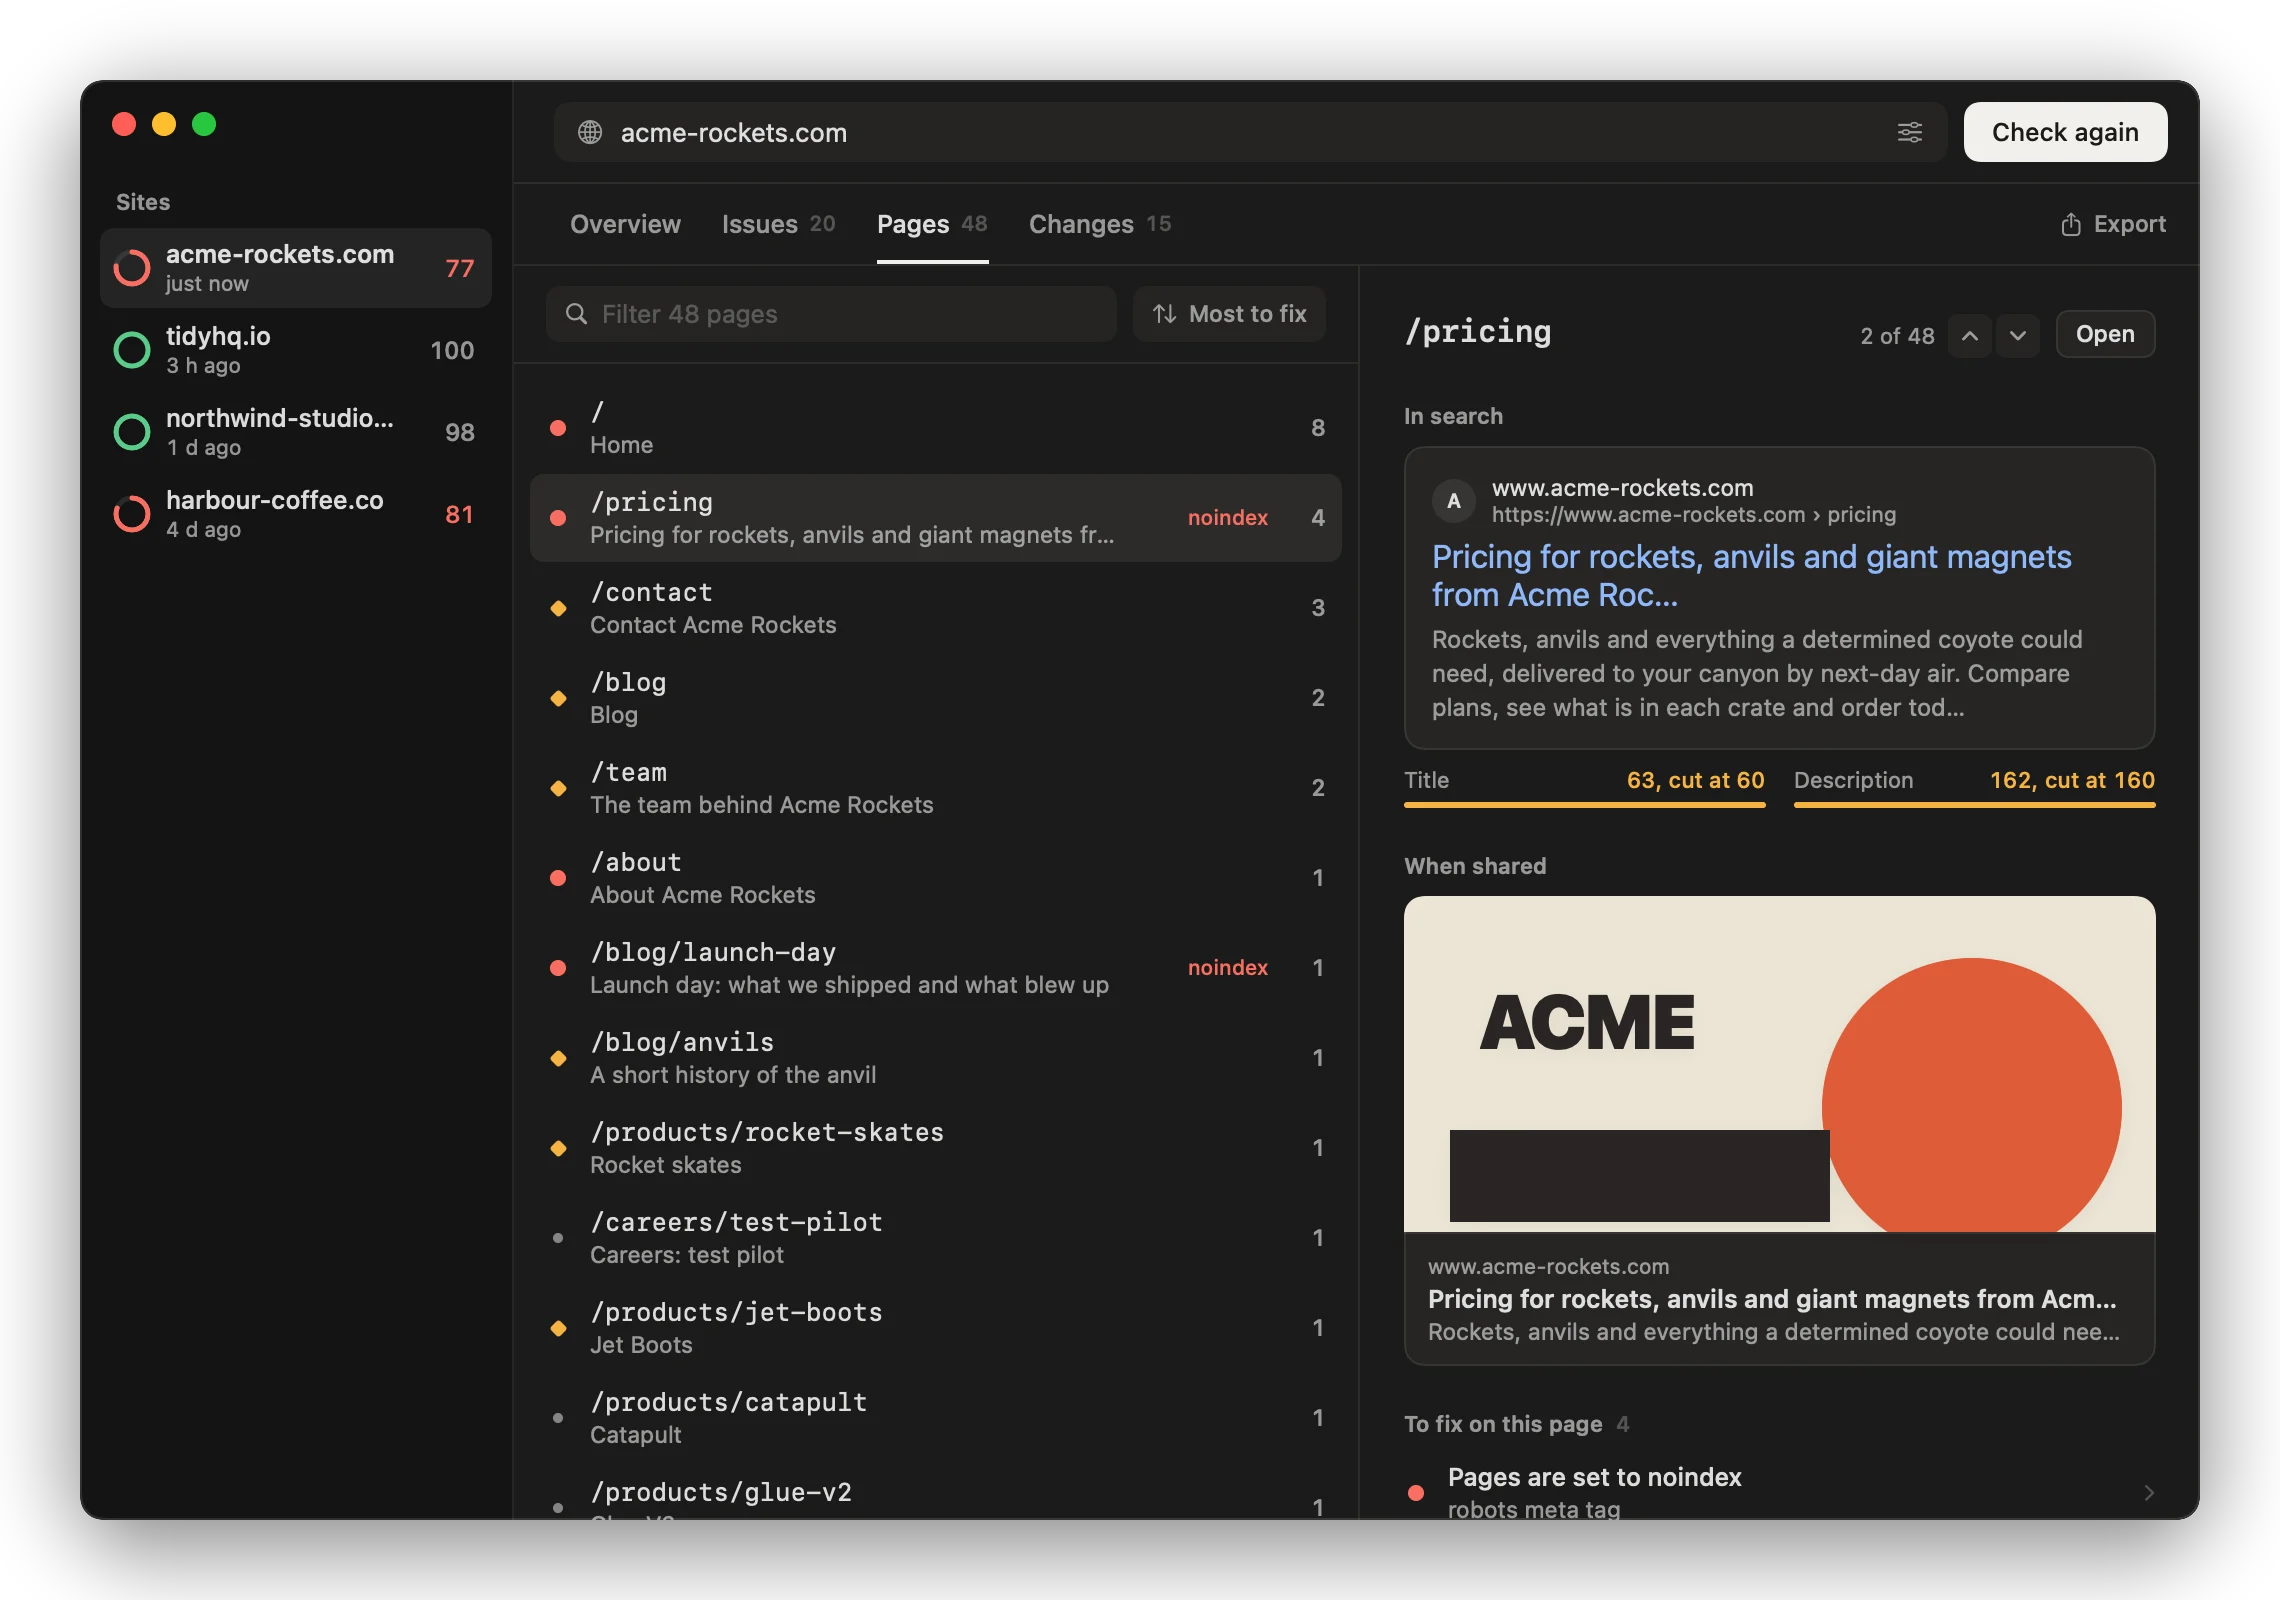 acme-rockets.com
Check again
Sites
acme-rockets.com
just now
77
tidyhq.io
3 h ago
100
northwind-studio...
1 d ago
98
harbour-coffee.co
4 d ago
81
Overview
Issues 20
Pages 48
Changes 15
Export
Filter 48 pages
Most to fix
/
Home
8
/pricing
Pricing for rockets, anvils and giant magnets fr...
noindex
4
/contact
Contact Acme Rockets
3
/blog
Blog
2
/team
The team behind Acme Rockets
2
/about
About Acme Rockets
1
/blog/launch-day
Launch day: what we shipped and what blew up
noindex
1
/blog/anvils
A short history of the anvil
1
/products/rocket-skates
Rocket skates
1
/careers/test-pilot
Careers: test pilot
1
/products/jet-boots
Jet Boots
1
/products/catapult
Catapult
1
/products/glue-v2
1
/pricing
2 of 48
Open
In search
A
www.acme-rockets.com
https://www.acme-rockets.com › pricing
Pricing for rockets, anvils and giant magnets
from Acme Roc...
Rockets, anvils and everything a determined coyote could
need, delivered to your canyon by next-day air. Compare
plans, see what is in each crate and order tod...
Title
63, cut at 60
Description
162, cut at 160
When shared
ACME
www.acme-rockets.com
Pricing for rockets, anvils and giant magnets from Acm...
Rockets, anvils and everything a determined coyote could nee...
To fix on this page 4
Pages are set to noindex
robots meta tag